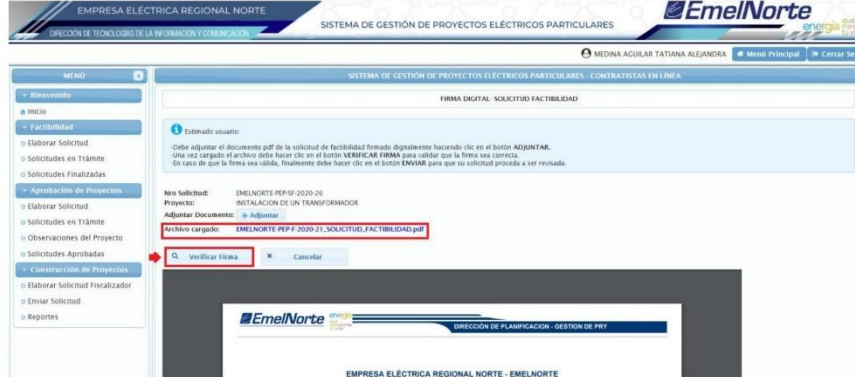 EMPRESA ELÉCTRICA REGIONAL NORTE
DIRECCIÓN DE TECNOLOGÍAS DE LA INFORMACIÓN Y COMUNICACIÓN
SISTEMA DE GESTIÓN DE PROYECTOS ELÉCTRICOS PARTICULARES
EmelNorte
energía
MEDINA AGUILAR TATIANA ALEJANDRA
Menú Principal
Cerrar Se
MENÚ
Bienvenido
Inicio
Factibilidad
Elaborar Solicitud
Solicitudes en Trámite
Solicitudes Finalizadas
Aprobación de Proyectos
Elaborar Solicitud
Solicitudes en Trámite
Observaciones del Proyecto
Solicitudes Aprobadas
Construcción de Proyectos
Elaborar Solicitud Fiscalizador
Enviar Solicitud
Reportes
SISTEMA DE GESTIÓN DE PROYECTOS ELÉCTRICOS PARTICULARES - CONTRATISTAS EN LÍNEA
FIRMA DIGITAL- SOLICITUD FACTIBILIDAD
Estimado usuario:
-Debe adjuntar el documento pdf de la solicitud de factibilidad firmado digitalmente haciendo clic en el botón ADJUNTAR.
-Una vez cargado el archivo debe hacer clic en el botón VERIFICAR FIRMA para validar que la firma sea correcta.
-En caso de que la firma sea válida, finalmente debe hacer clic en el botón ENVIAR para que su solicitud proceda a ser revisada.
Nro Solicitud: EMELNORTE-PEP-SF-2020-26
Proyecto: INSTALACION DE UN TRANSFORMADOR
Adjuntar Documento: + Adjuntar
Archivo cargado: EMELNORTE-PEP-F-2020-21_SOLICITUD_FACTIBILIDAD.pdf
Verificar Firma
Cancelar
EmelNorte
energía
DIRECCIÓN DE PLANIFICACION - GESTION DE PRY
EMPRESA ELÉCTRICA REGIONAL NORTE - EMELNORTE